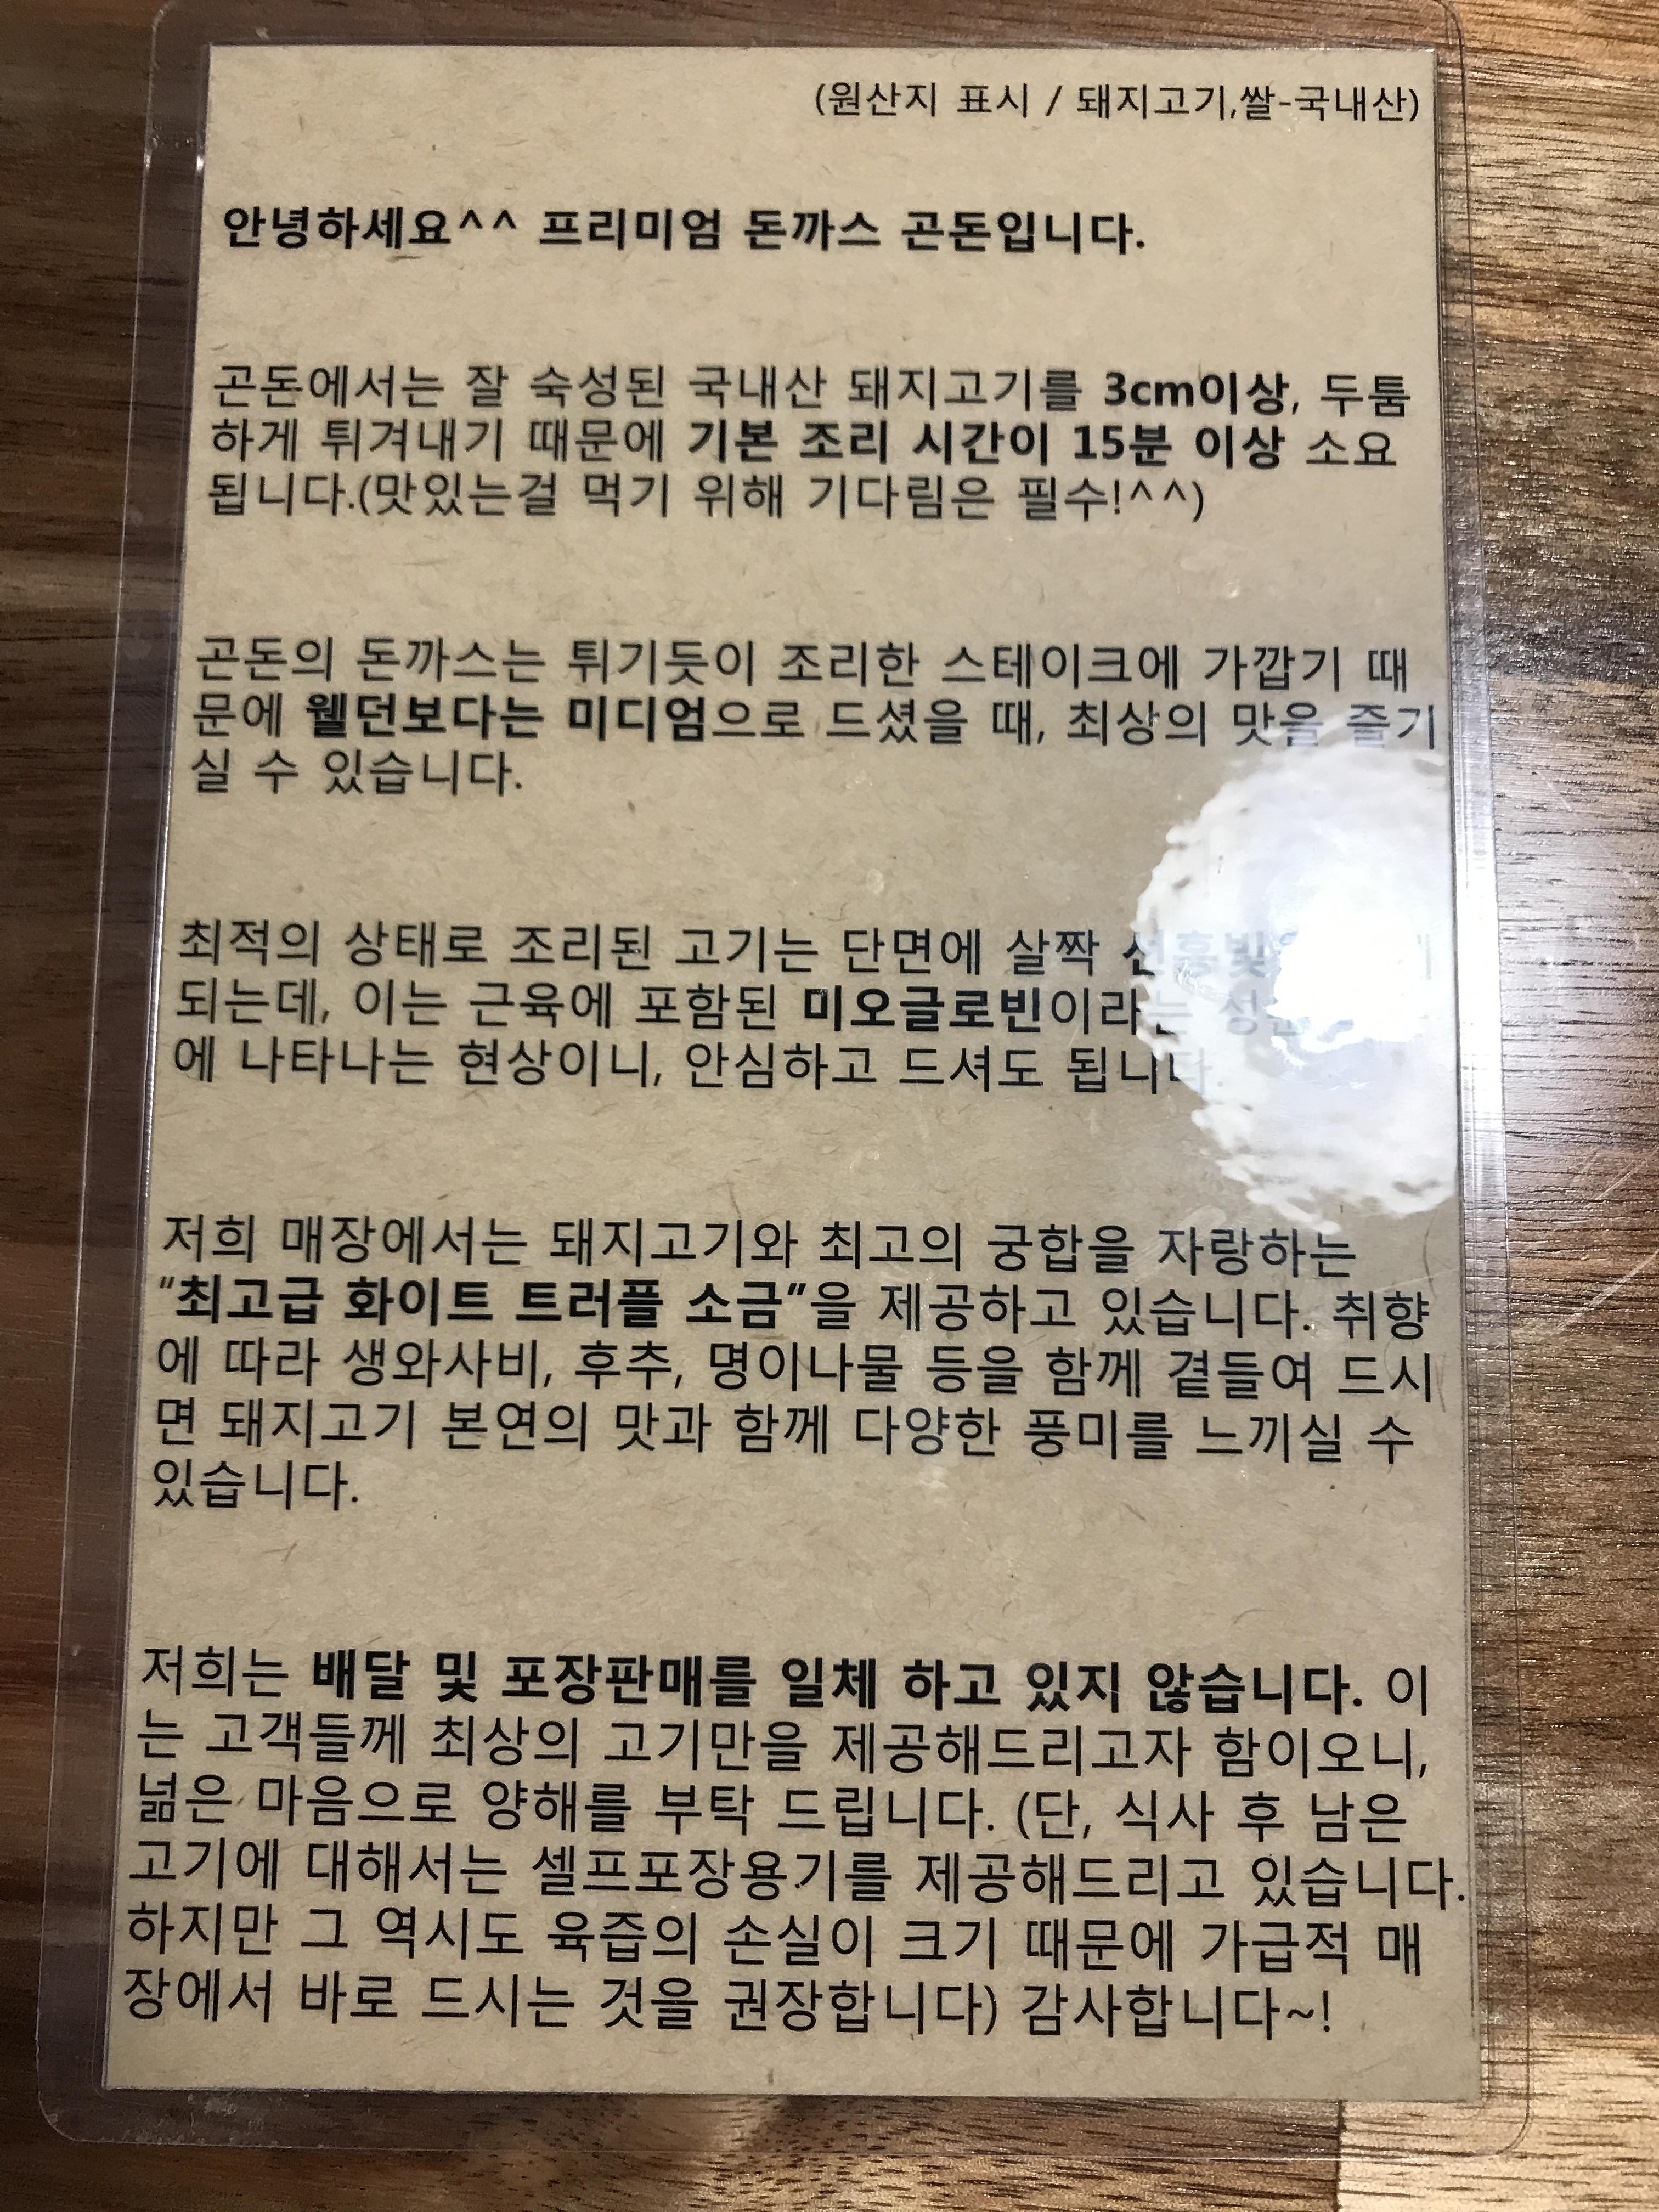 (원산지 표시 / 돼지고기,쌀-국내산)
안녕하세요^^ 프리미엄 돈까스 곤돈입니다.
곤돈에서는 잘 숙성된 국내산 돼지고기를 3cm이상, 두툼
하게 튀겨내기 때문에 기본 조리 시간이 15분 이상 소요
됩니다.(맛있는걸 먹기 위해 기다림은 필수!^^)
곤돈의 돈까스는 튀기듯이 조리한 스테이크에 가깝기 때
문에 웰던보다는 미디엄으로 드셨을 때, 최상의 맛을 즐기
실 수 있습니다.
최적의 상태로 조리된 고기는 단면에 살짝
되는데, 이는 근육에 포함된 미오글로빈이라는
에 나타나는 현상이니, 안심하고 드셔도 됩니다.
저희 매장에서는 돼지고기와 최고의 궁합을 자랑하는
“최고급 화이트 트러플 소금”을 제공하고 있습니다. 취향
에 따라 생와사비, 후추, 명이나물 등을 함께 곁들여 드시
면 돼지고기 본연의 맛과 함께 다양한 풍미를 느끼실 수
있습니다.
저희는 배달 및 포장판매를 일체 하고 있지 않습니다. 이
는 고객들께 최상의 고기만을 제공해드리고자 함이오니,
넓은 마음으로 양해를 부탁 드립니다. (단, 식사 후 남은
고기에 대해서는 셀프포장용기를 제공해드리고 있습니다.
하지만 그 역시도 육즙의 손실이 크기 때문에 가급적 매
장에서 바로 드시는 것을 권장합니다) 감사합니다~!